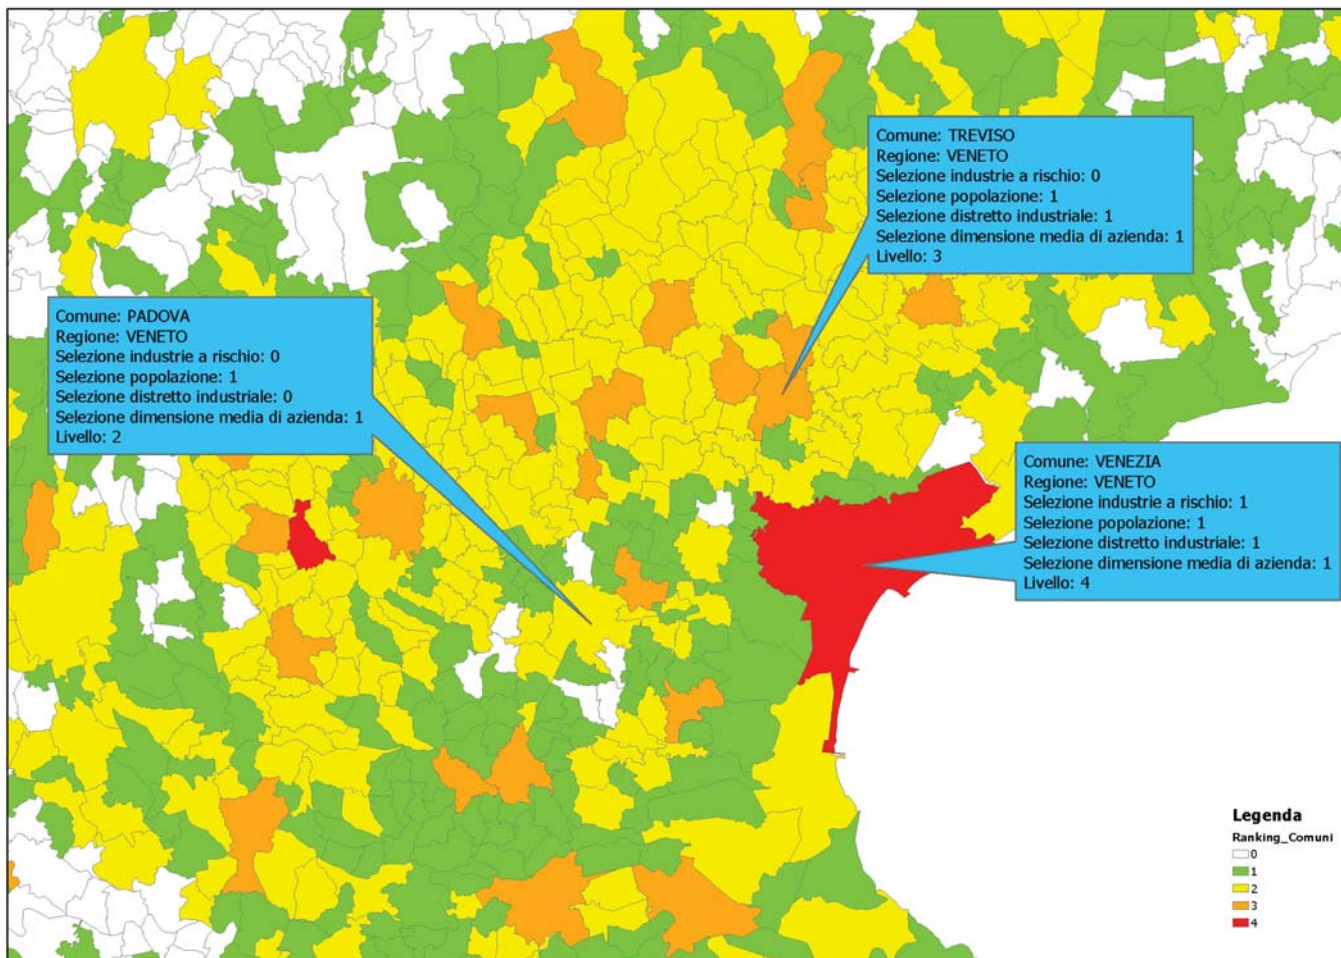 Comune: TREVISO
Regione: VENETO
Selezione industrie a rischio: 0
Selezione popolazione: 1
Selezione distretto industriale: 1
Selezione dimensione media di azienda: 1
Livello: 3
Comune: PADOVA
Regione: VENETO
Selezione industrie a rischio: 0
Selezione popolazione: 1
Selezione distretto industriale: 0
Selezione dimensione media di azienda: 1
Livello: 2
Comune: VENEZIA
Regione: VENETO
Selezione industrie a rischio: 1
Selezione popolazione: 1
Selezione distretto industriale: 1
Selezione dimensione media di azienda: 1
Livello: 4
Legenda
Ranking_Comuni
0
1
2
3
4